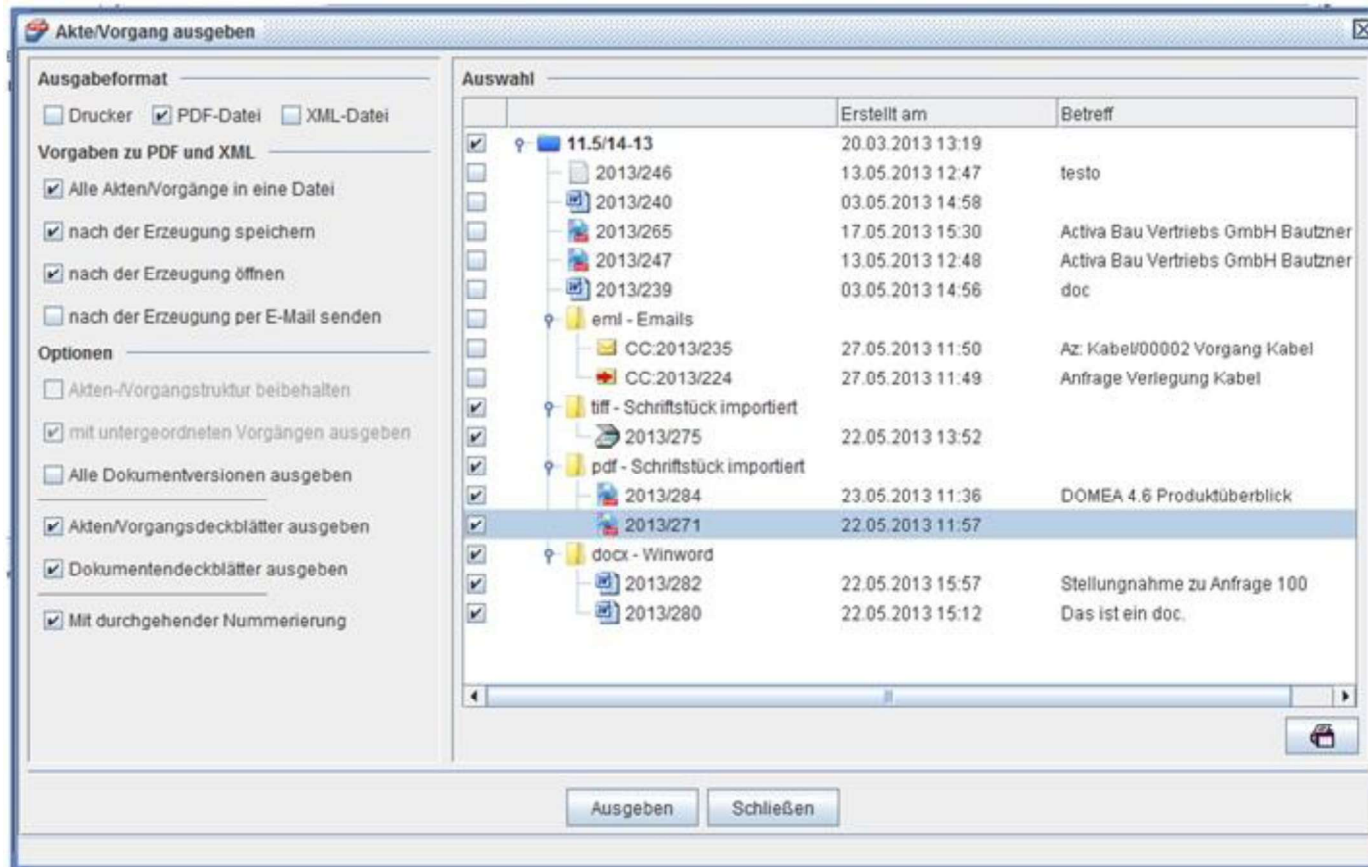 Akte/Vorgang ausgeben
Ausgabeformat
Drucker PDF-Datei XML-Datei
Vorgaben zu PDF und XML
Alle Akten/Vorgänge in eine Datei
nach der Erzeugung speichern
nach der Erzeugung öffnen
nach der Erzeugung per E-Mail senden
Optionen
Akten-/Vorgangstruktur beibehalten
mit untergeordneten Vorgängen ausgeben
Alle Dokumentversionen ausgeben
Akten/Vorgangsdeckblätter ausgeben
Dokumentendeckblätter ausgeben
Mit durchgehender Nummerierung
Auswahl
Erstellt am Betreff
11.5/14-13 20.03.2013 13:19
2013/246 13.05.2013 12:47 testo
2013/240 03.05.2013 14:58
2013/265 17.05.2013 15:30 Activa Bau Vertriebs GmbH Bautzner
2013/247 13.05.2013 12:48 Activa Bau Vertriebs GmbH Bautzner
2013/239 03.05.2013 14:56 doc
eml - Emails
CC:2013/235 27.05.2013 11:50 Az: Kabel/00002 Vorgang Kabel
CC:2013/224 27.05.2013 11:49 Anfrage Verlegung Kabel
tiff - Schriftstück importiert
2013/275 22.05.2013 13:52
pdf - Schriftstück importiert
2013/284 23.05.2013 11:36 DOMEA 4.6 Produktüberblick
2013/271 22.05.2013 11:57
docx - Winword
2013/282 22.05.2013 15:57 Stellungnahme zu Anfrage 100
2013/280 22.05.2013 15:12 Das ist ein doc.
Ausgeben Schließen